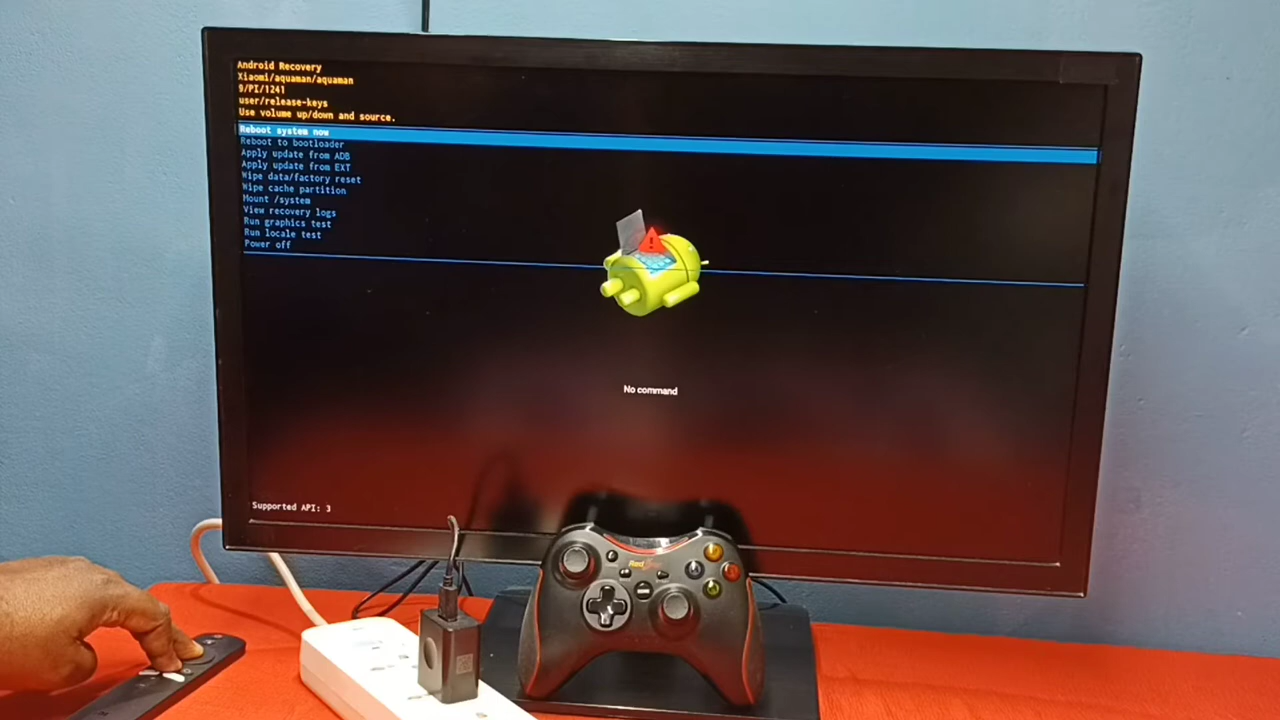 Android Recovery
Xiaomi/aquaman/aquaman
9/PI/1241
user/release-keys
Use volume up/down and source.
Reboot system now
Reboot to bootloader
Apply update from ADB
Apply update from EXT
Wipe data/factory reset
Wipe cache partition
Mount /system
View recovery logs
Run graphics test
Run locale test
Power off
No command
Supported API: 3